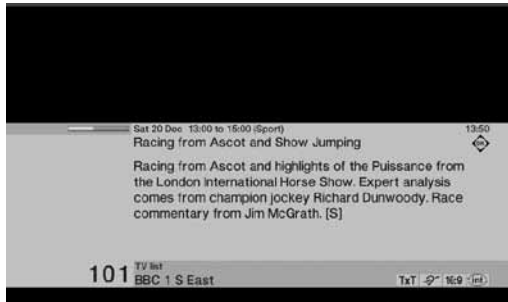 Sat 20 Dec 13:00 to 15:00 (Sport) 13:50
Racing from Ascot and Show Jumping
Racing from Ascot and highlights of the Puissance from
the London International Horse Show. Expert analysis
comes from champion jockey Richard Dunwoody. Race
commentary from Jim McGrath. [S]
TV list
101 BBC 1 S East TxT 16:9 int